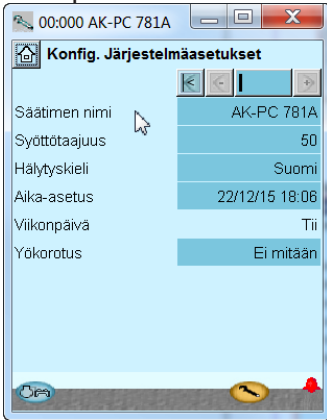 00:000 AK-PC 781A
Konfig. Järjestelmäasetukset
Säätimen nimi AK-PC 781A
Syöttötaajuus 50
Hälytyskieli Suomi
Aika-asetus 22/12/15 18:06
Viikonpäivä Tii
Yökorotus Ei mitään